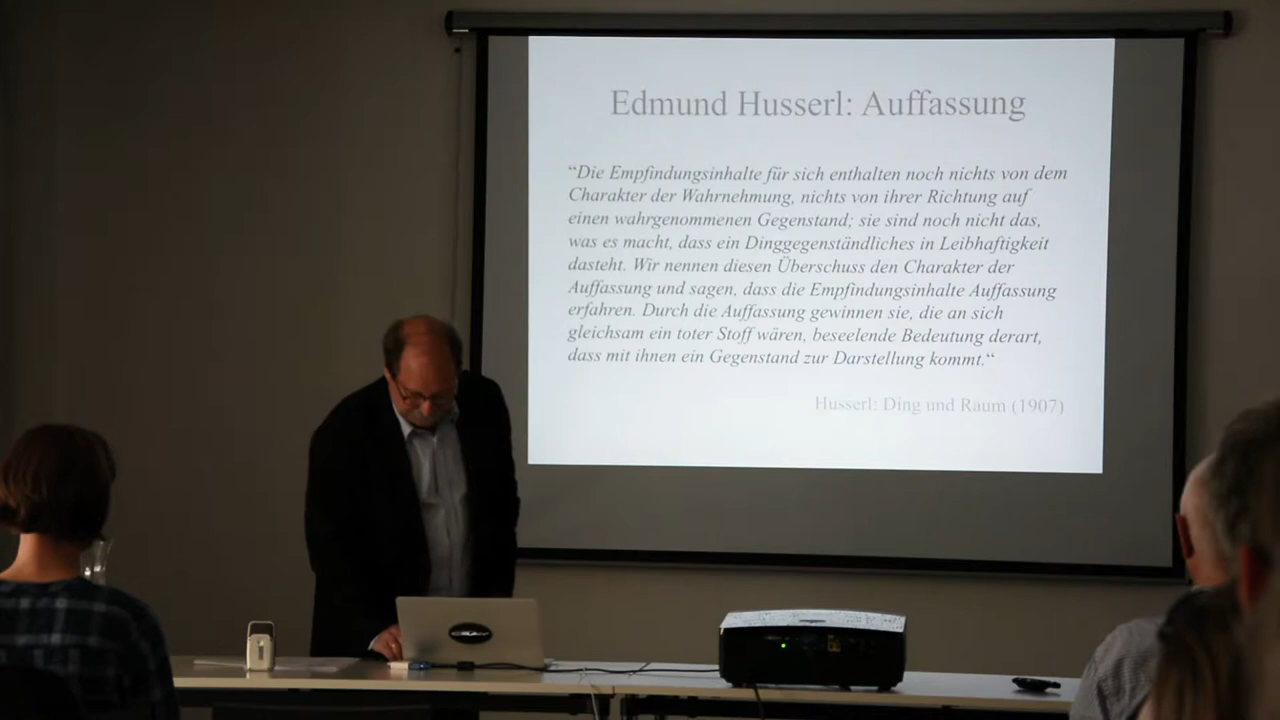 Edmund Husserl: Auffassung
“Die Empfindungsinhalte für sich enthalten noch nichts von dem
Charakter der Wahrnehmung, nichts von ihrer Richtung auf
einen wahrgenommenen Gegenstand; sie sind noch nicht das,
was es macht, dass ein Dinggegenständliches in Leibhaftigkeit
dasteht. Wir nennen diesen Überschuss den Charakter der
Auffassung und sagen, dass die Empfindungsinhalte Auffassung
erfahren. Durch die Auffassung gewinnen sie, die an sich
gleichsam ein toter Stoff wären, beseelende Bedeutung derart,
dass mit ihnen ein Gegenstand zur Darstellung kommt.“
Husserl: Ding und Raum (1907)